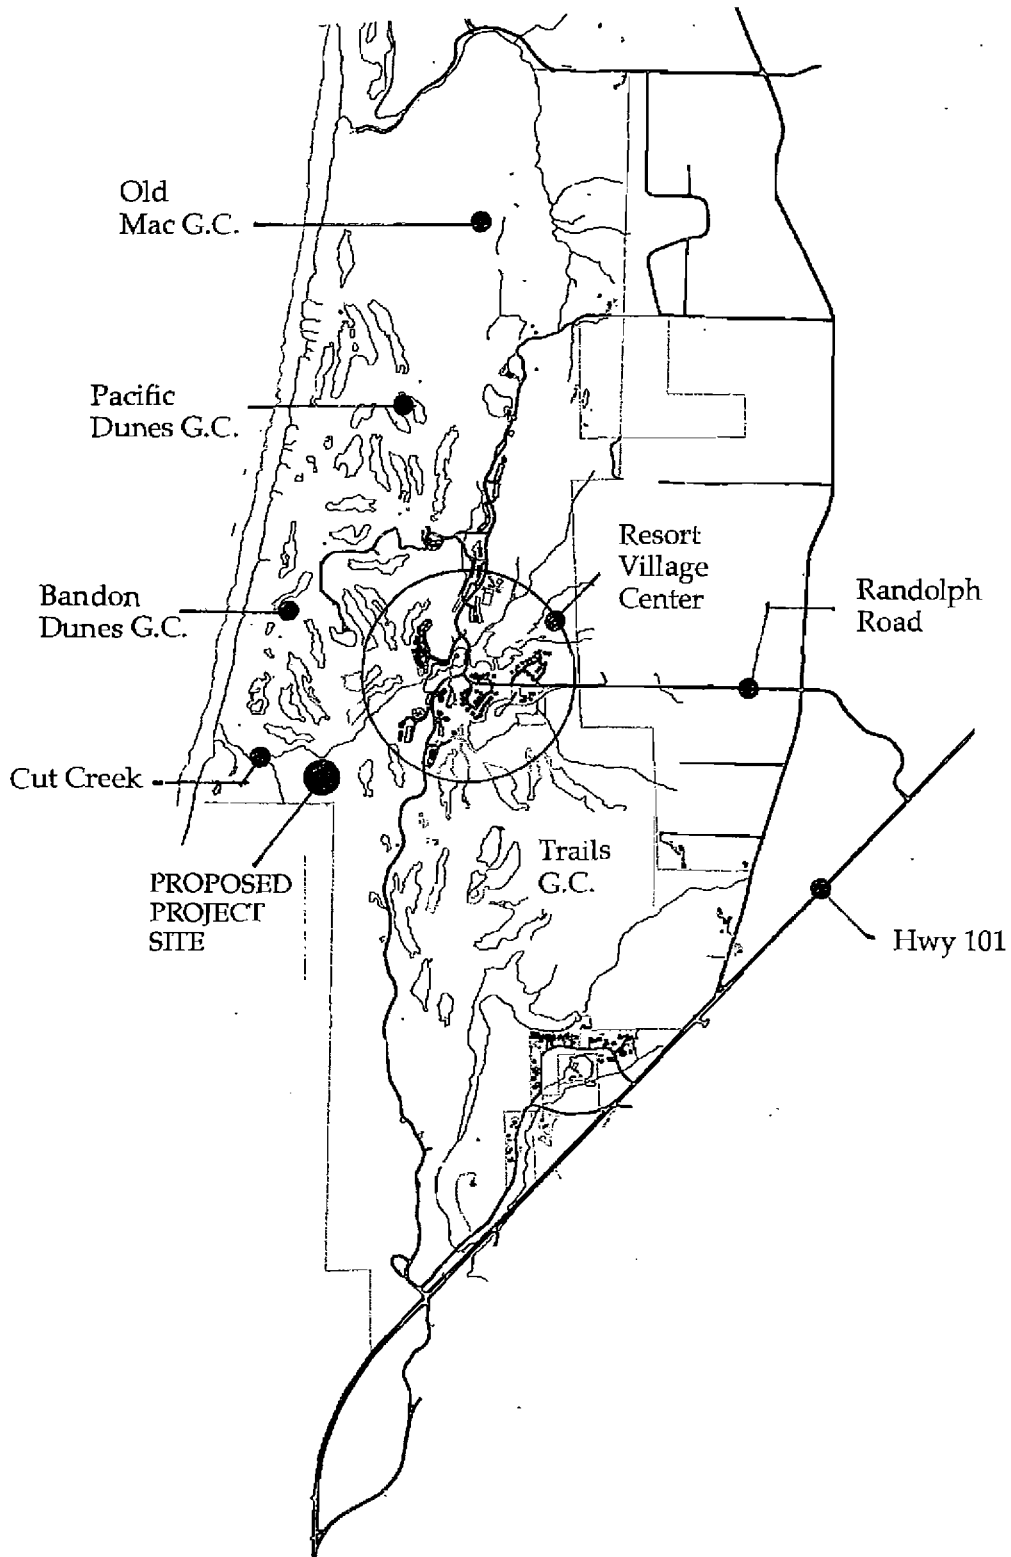 Old
Mac G.C.
Pacific
Dunes G.C.
Resort
Village
Center
Bandon
Dunes G.C.
Randolph
Road
Cut Creek
Trails
G.C.
PROPOSED
PROJECT
SITE
Hwy 101